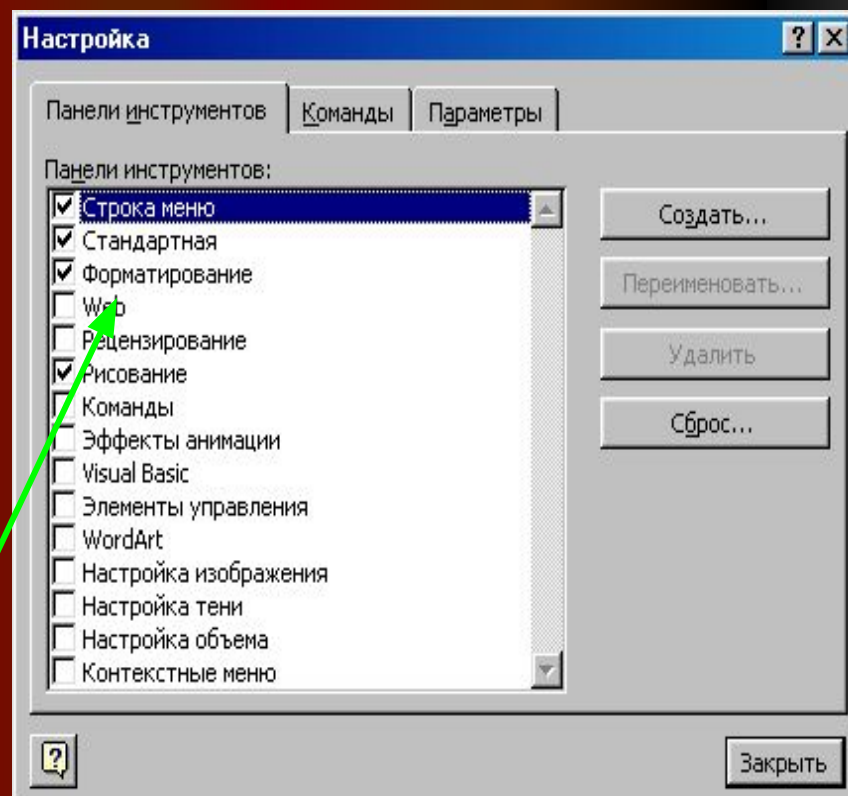 Настройка
Панели инструментов Команды Параметры
Панели инструментов:
Строка меню
Стандартная
Форматирование
Web
Рецензирование
Рисование
Команды
Эффекты анимации
Visual Basic
Элементы управления
WordArt
Настройка изображения
Настройка тени
Настройка объема
Контекстные меню
Создать...
Переименовать...
Удалить
Сброс...
Закрыть